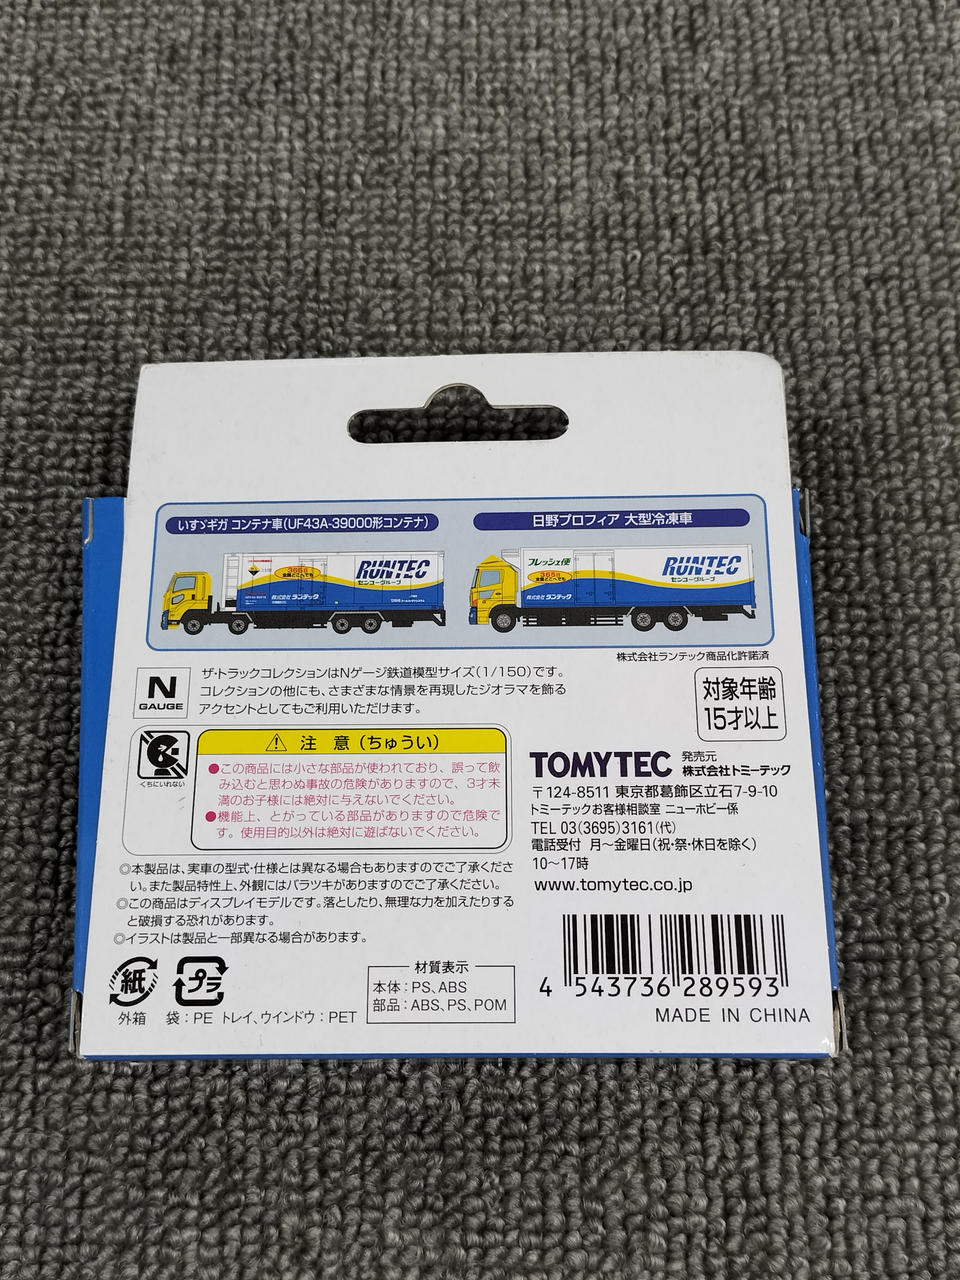 いすゞギガ コンテナ車(UF43A-39000形コンテナ)
日野プロフィア 大型冷凍車
365日
全国どこへでも
RUNTEC
センコーグループ
株式会社 ランテック
フレッシュ便
365日
全国どこへでも
RUNTEC
センコーグループ
株式会社 ランテック
株式会社ランテック商品化許諾済
N
GAUGE
ザ・トラックコレクションはNゲージ鉄道模型サイズ(1/150)です。
コレクションの他にも、さまざまな情景を再現したジオラマを飾る
アクセントとしてもご利用いただけます。
対象年齢
15才以上
くちにいれない
注 意 (ちゅうい)
●この商品には小さな部品が使われており、誤って飲
み込むと思わぬ事故の危険がありますので、3才未
満のお子様には絶対に与えないでください。
●機能上、とがっている部品がありますので危険で
す。使用目的以外は絶対に遊ばないでください。
TOMYTEC 発売元
株式会社トミーテック
〒124-8511 東京都葛飾区立石7-9-10
トミーテックお客様相談室 ニューホビー係
TEL 03(3695)3161(代)
電話受付 月〜金曜日(祝・祭・休日を除く)
10〜17時
www.tomytec.co.jp
◎本製品は、実車の型式・仕様とは異なる場合もありますのでご了承くださ
い。また製品特性上、外観にはバラツキがありますのでご了承ください。
◎この商品はディスプレイモデルです。落としたり、無理な力を加えたりする
と破損する恐れがあります。
◎イラストは製品と一部異なる場合があります。
紙
外箱
プラ
袋：PE トレイ、ウインドウ：PET
材質表示
本体：PS、ABS
部品：ABS、PS、POM
4 543736 289593
MADE IN CHINA